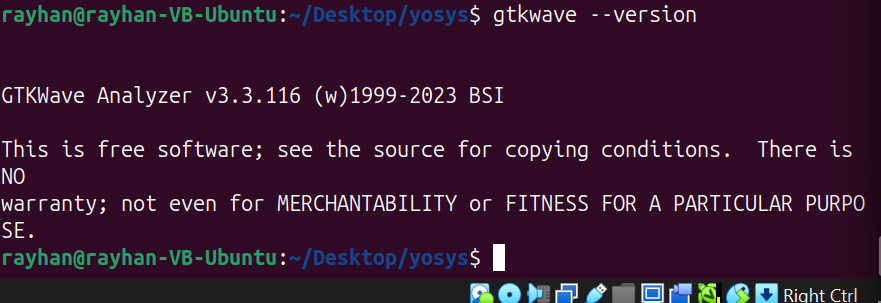 rayhan@rayhan-VB-Ubuntu:~/Desktop/yosys$ gtkwave --version
GTKWave Analyzer v3.3.116 (w)1999-2023 BSI
This is free software; see the source for copying conditions.  There is
NO
warranty; not even for MERCHANTABILITY or FITNESS FOR A PARTICULAR PURPO
SE.
rayhan@rayhan-VB-Ubuntu:~/Desktop/yosys$
Right Ctrl